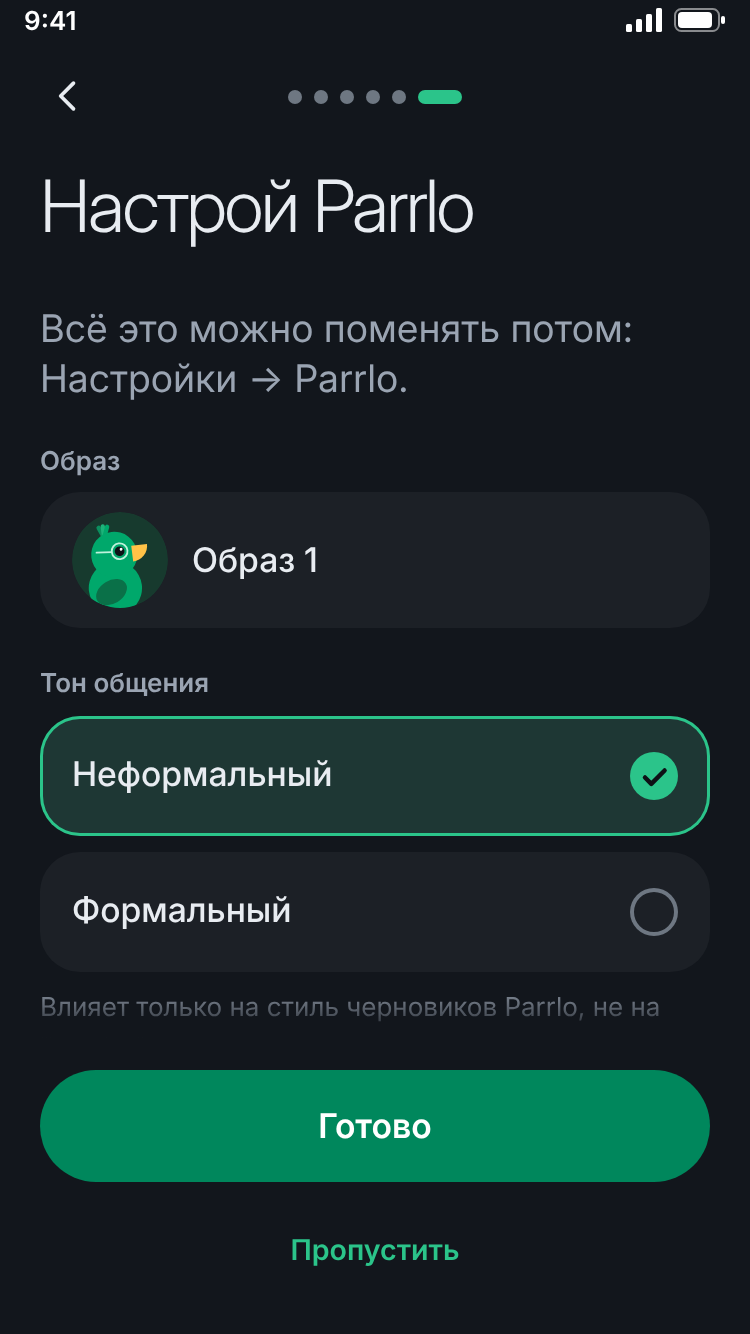 9:41
Настрой Parrlo
Всё это можно поменять потом:
Настройки → Parrlo.
Образ
Образ 1
Тон общения
Неформальный
Формальный
Влияет только на стиль черновиков Parrlo, не на
Готово
Пропустить